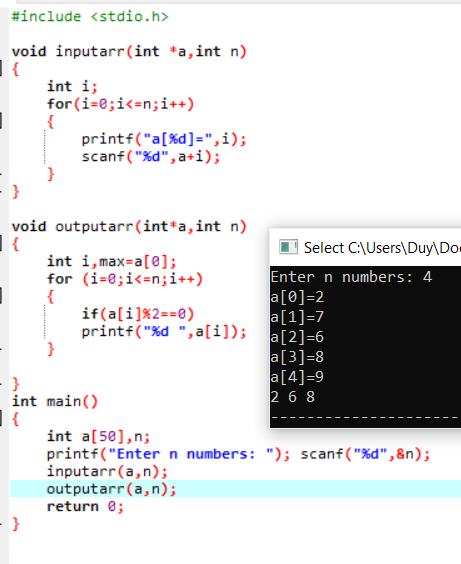 #include <stdio.h>
void inputarr(int *a,int n)
{
int i;
for(i=0;i<=n;i++)
{
printf("a[%d]=",i);
scanf("%d",a+i);
}
}
void outputarr(int*a,int n)
{
int i,max=a[0];
for (i=0;i<=n;i++)
{
if(a[i]%2==0)
printf("%d ",a[i]);
}
}
int main()
{
int a[50],n;
printf("Enter n numbers: "); scanf("%d",&n);
inputarr(a,n);
outputarr(a,n);
return 0;
}
Select C:\Users\Duy\Doc
Enter n numbers: 4
a[0]=2
a[1]=7
a[2]=6
a[3]=8
a[4]=9
2 6 8
--------------------